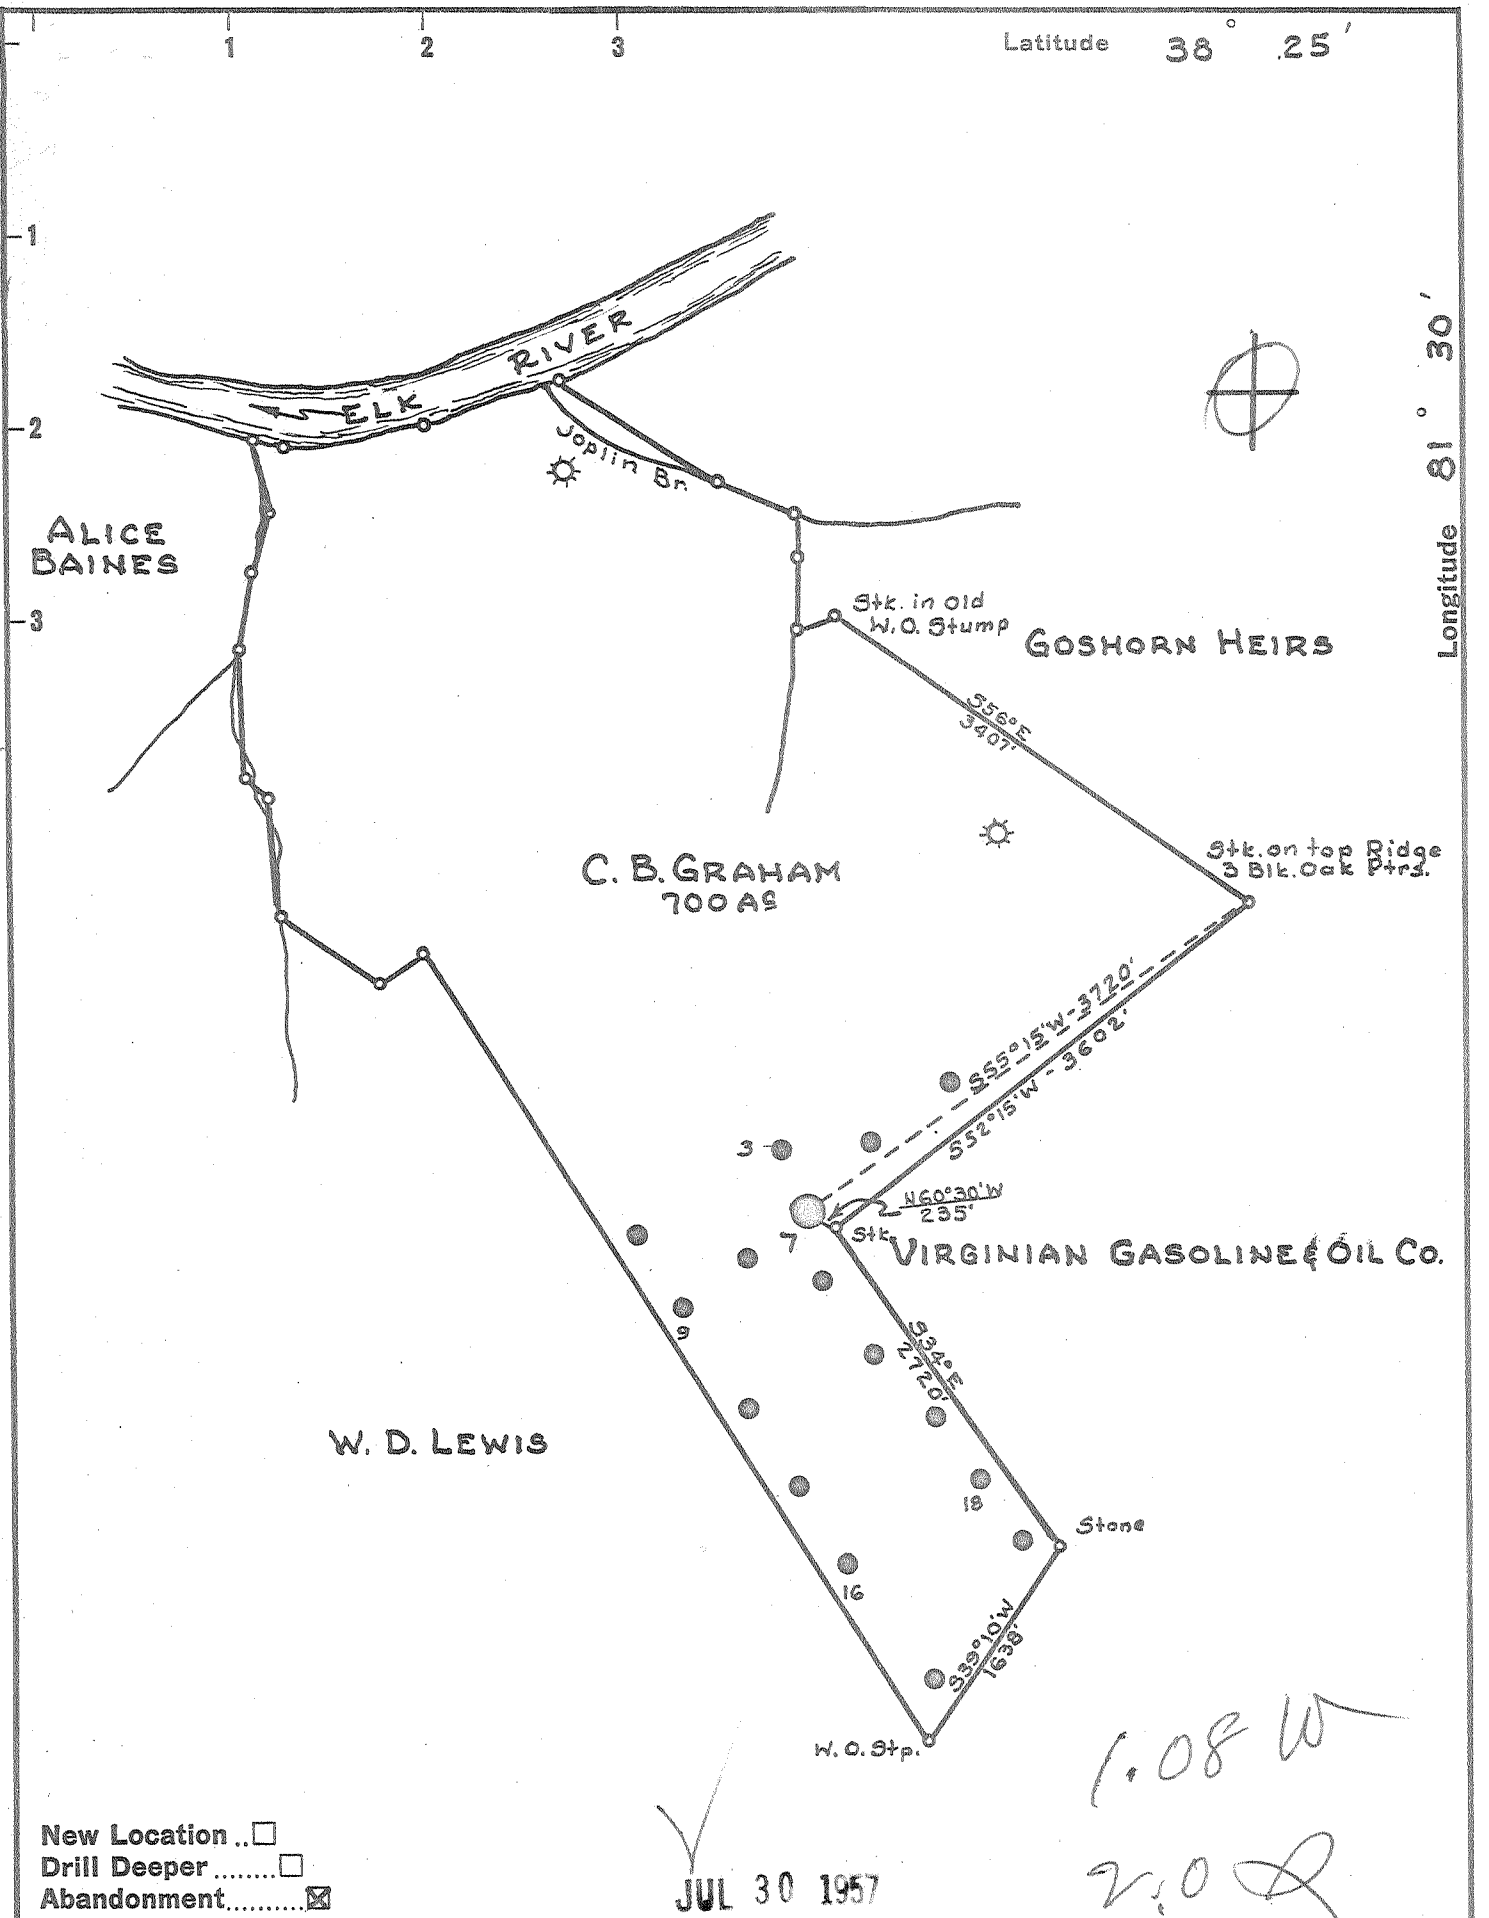 1 2 3 Latitude 38° 25'
1
2
3
Longitude 81° 30'
RIVER
ELK
Joplin Br.
ALICE
BAINES
Stk. in old
W.O. Stump
GOSHORN HEIRS
S56°E
3407'
C. B. GRAHAM
700 AC
Stk. on top Ridge
3 Blk. Oak Ptrs.
S55°15'W-3720'
S52°15'W - 3602'
3
N60°30'W
235'
7
Stk.
VIRGINIAN GASOLINE & OIL CO.
9
S34°E
2720'
W. D. LEWIS
18
Stone
16
S39°10'W
1638'
W.O. Stp.
1.08 W
New Location ..☐
Drill Deeper ........☐
Abandonment..........☒
JUL 30 1957
2.0